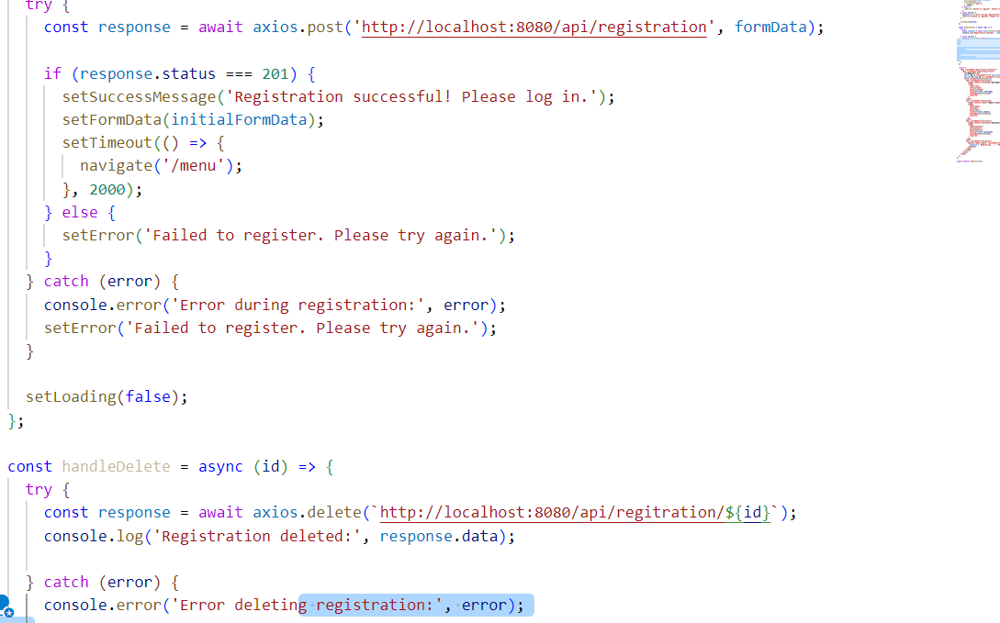 try {
const response = await axios.post('http://localhost:8080/api/registration', formData);
if (response.status === 201) {
setSuccessMessage('Registration successful! Please log in.');
setFormData(initialFormData);
setTimeout(() => {
navigate('/menu');
}, 2000);
} else {
setError('Failed to register. Please try again.');
}
} catch (error) {
console.error('Error during registration:', error);
setError('Failed to register. Please try again.');
}
setLoading(false);
};
const handleDelete = async (id) => {
try {
const response = await axios.delete(`http://localhost:8080/api/regitration/${id}`);
console.log('Registration deleted:', response.data);
} catch (error) {
console.error('Error deleting registration:', error);